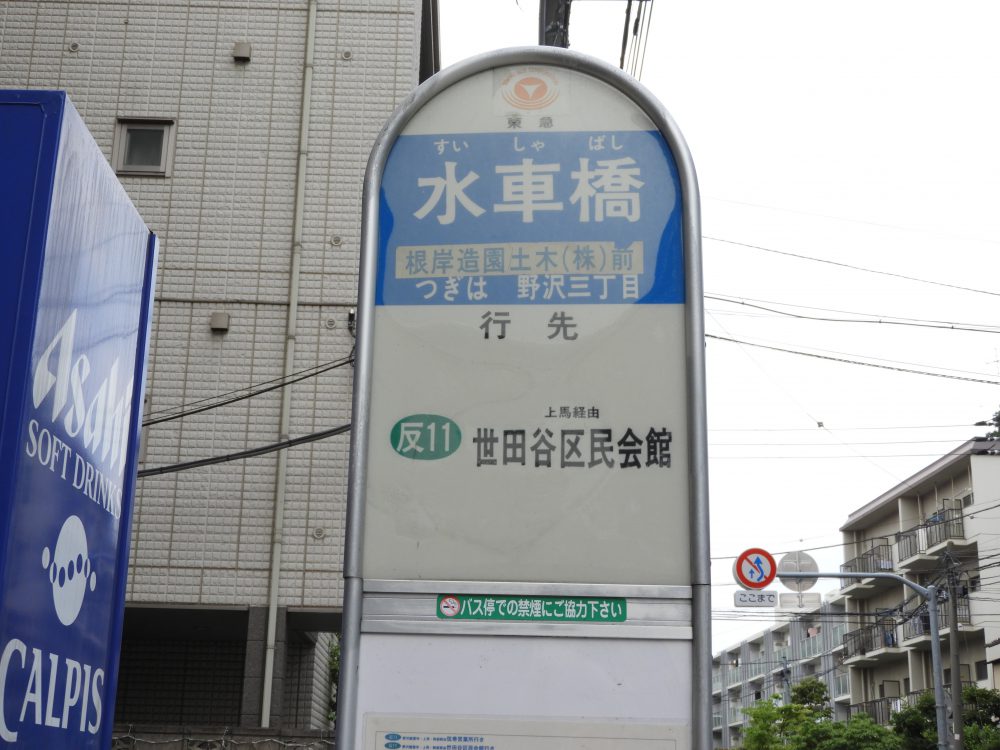 東急
すい しゃ ばし
水車橋
根岸造園土木(株)前
つぎは 野沢三丁目
行先
上馬経由
反11 世田谷区民会館
バス停での禁煙にご協力下さい
Asahi
SOFT DRINKS
CALPIS
ここまで